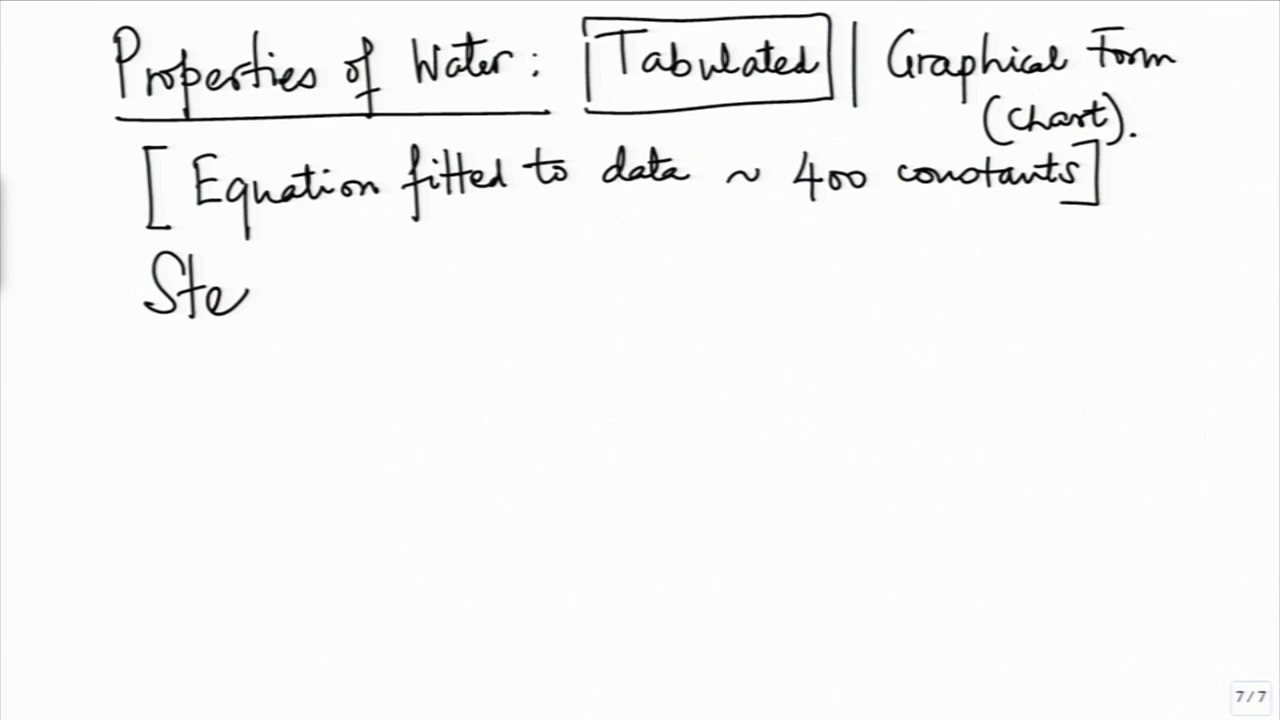 Properties of Water: Tabulated | Graphical Form
(chart).
[Equation fitted to data ~ 400 constants]
Ste
7/7